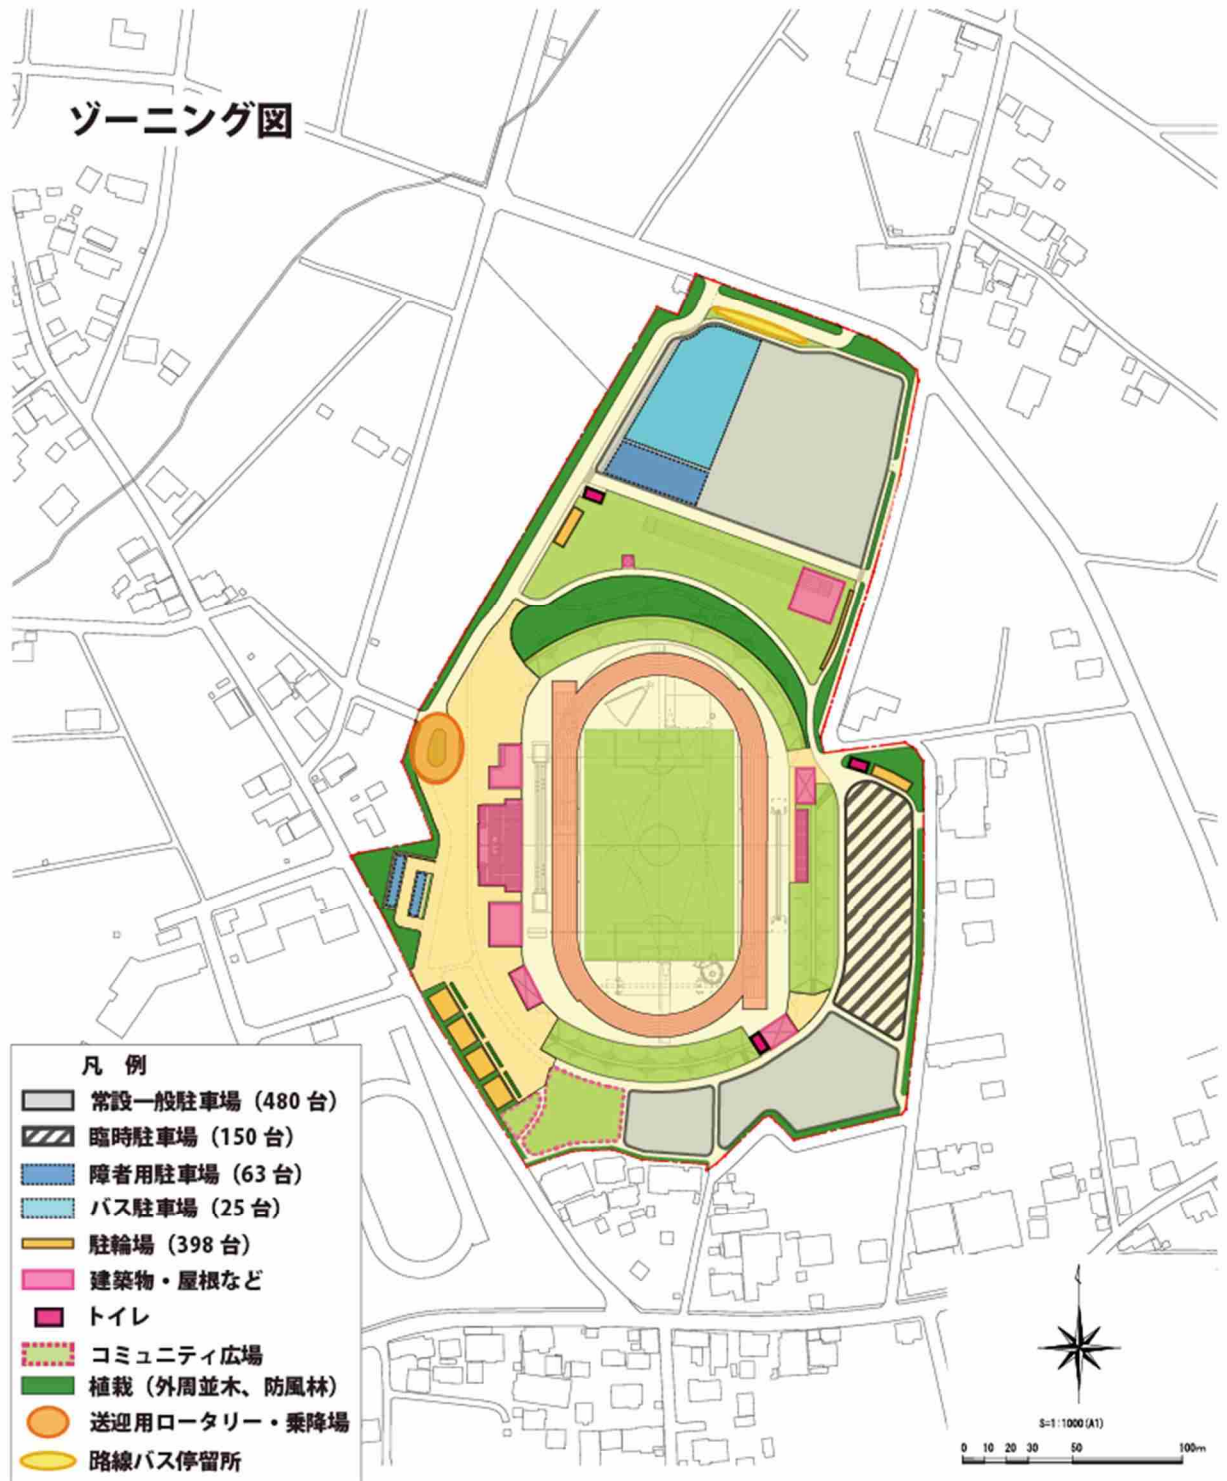 ゾーニング図
凡 例
常設一般駐車場（480 台）
臨時駐車場（150 台）
障者用駐車場（63 台）
バス駐車場（25 台）
駐輪場（398 台）
建築物・屋根など
トイレ
コミュニティ広場
植栽（外周並木、防風林）
送迎用ロータリー・乗降場
路線バス停留所
S=1:1000(A1)
0 10 20 30 50 100m